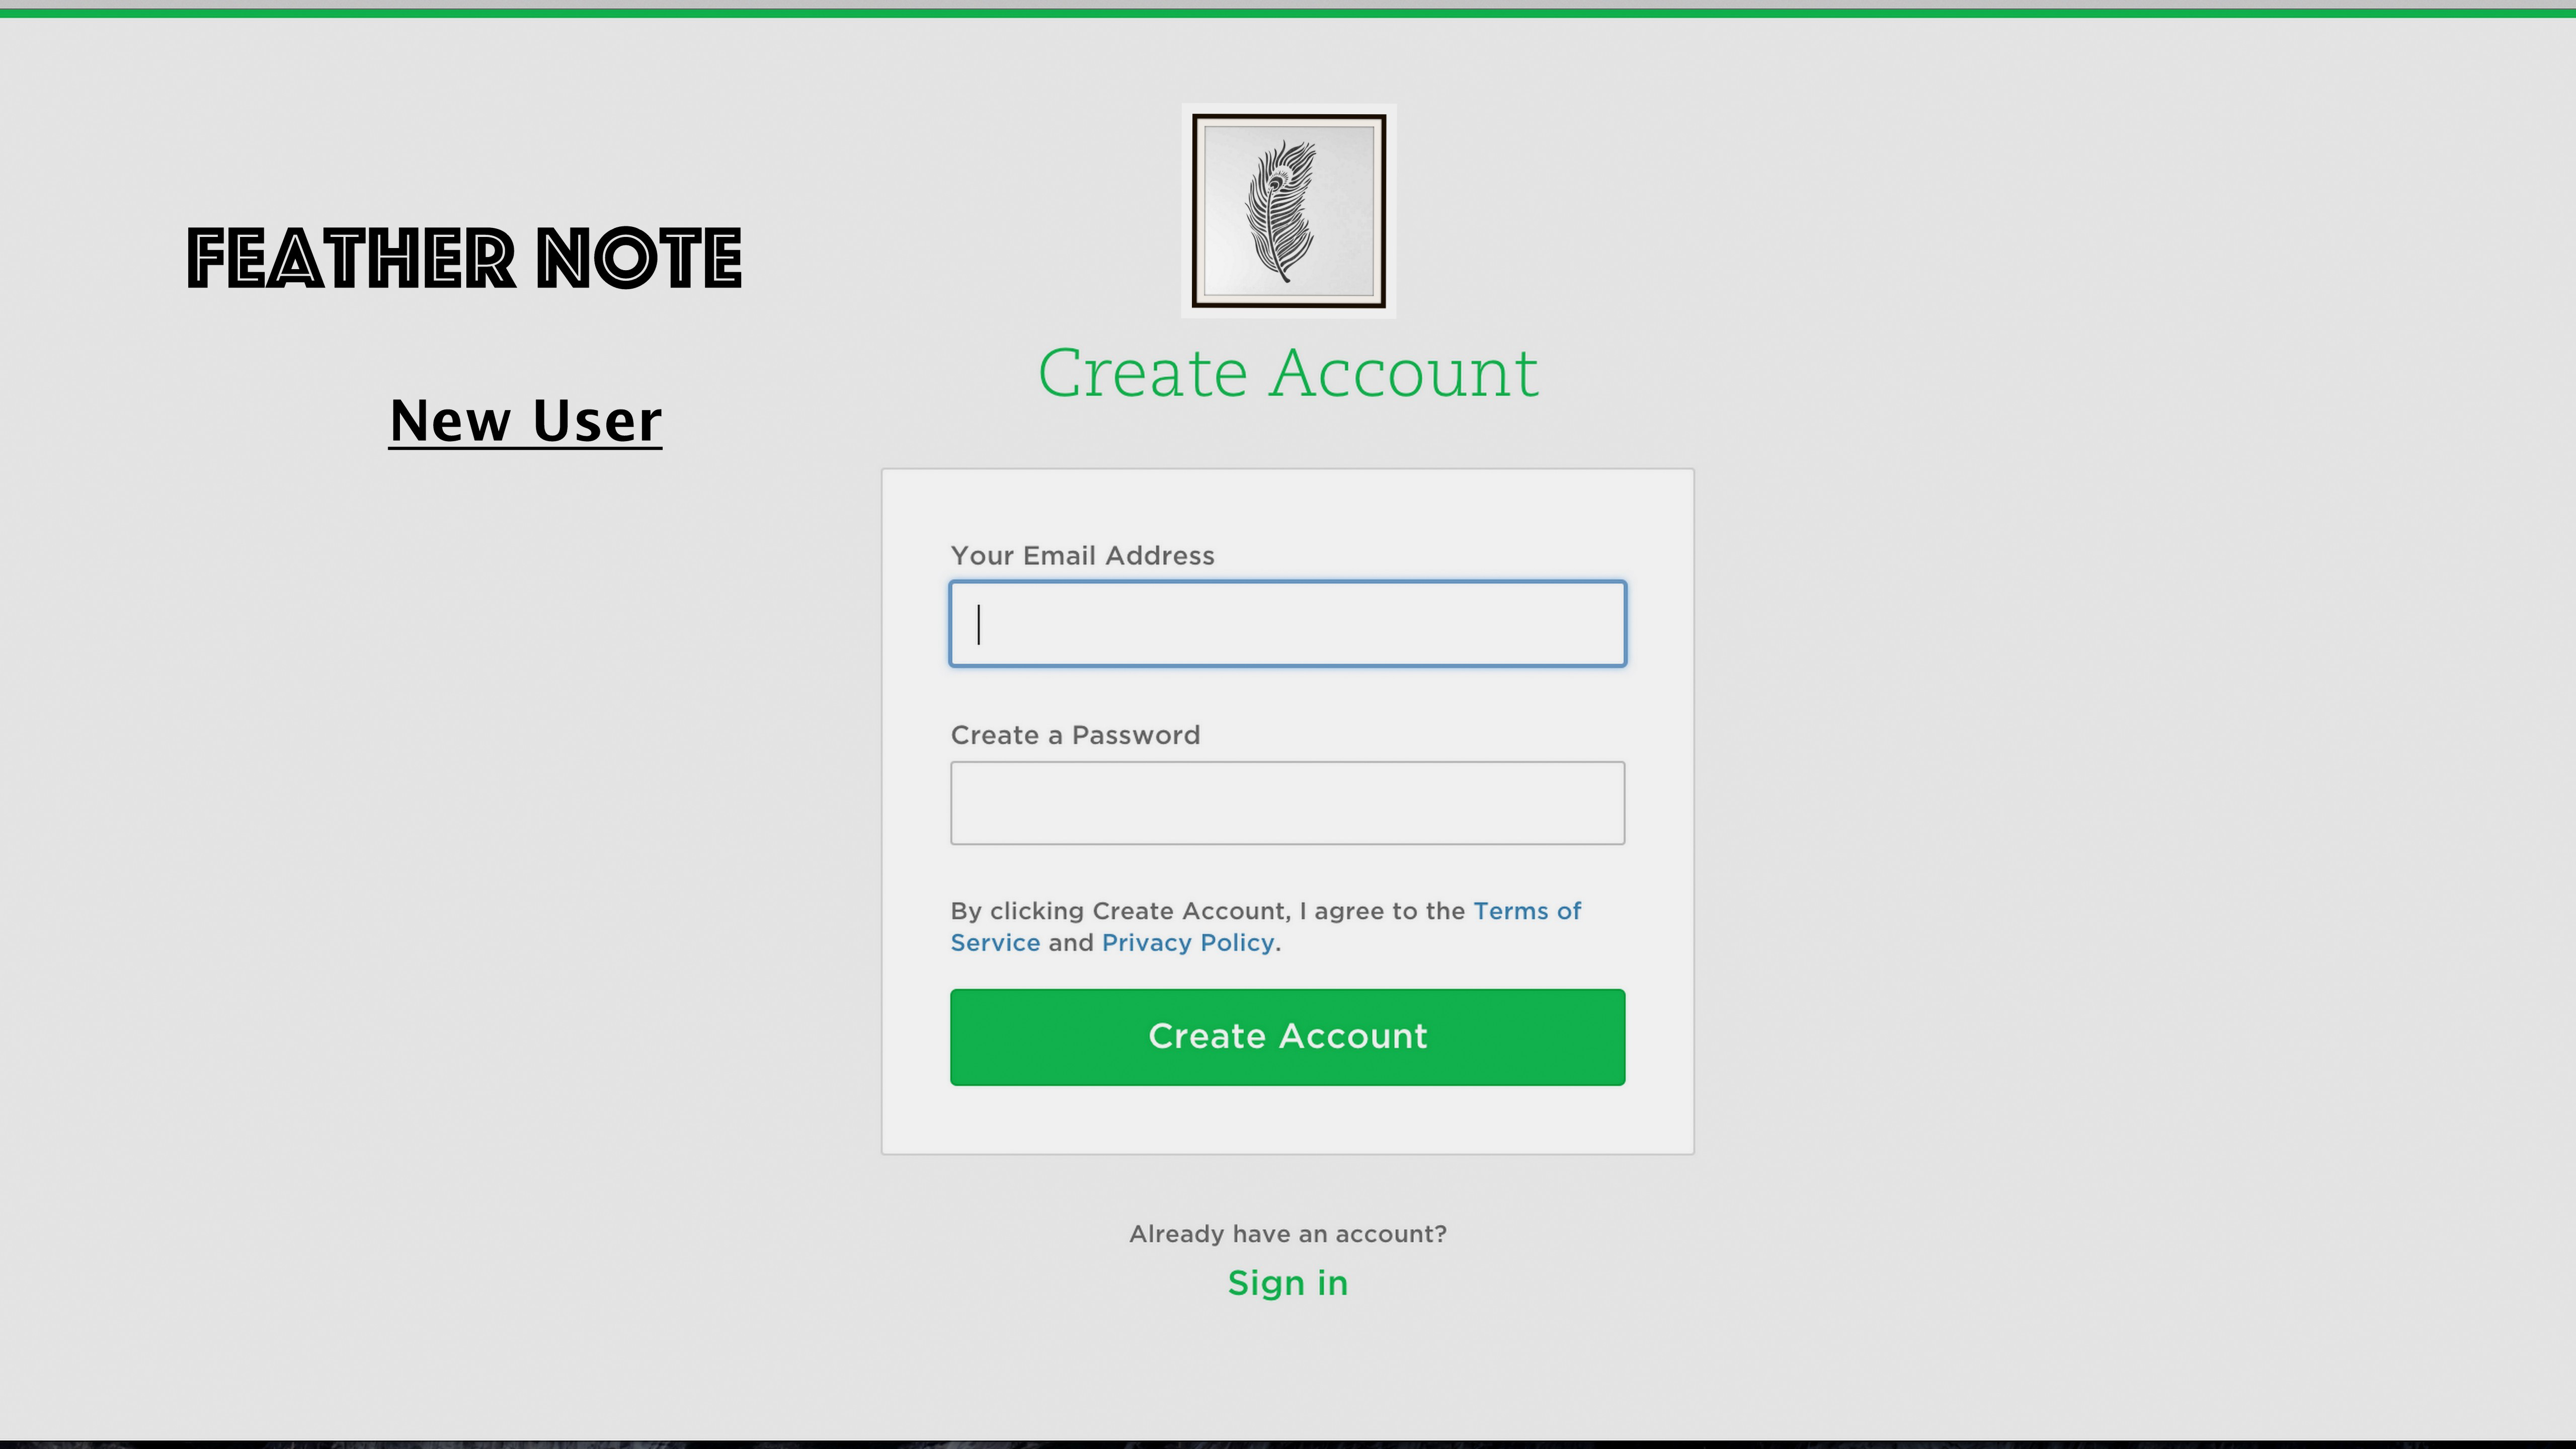 FEATHER NOTE
New User
Create Account
Your Email Address
Create a Password
By clicking Create Account, I agree to the Terms of
Service and Privacy Policy.
Create Account
Already have an account?
Sign in